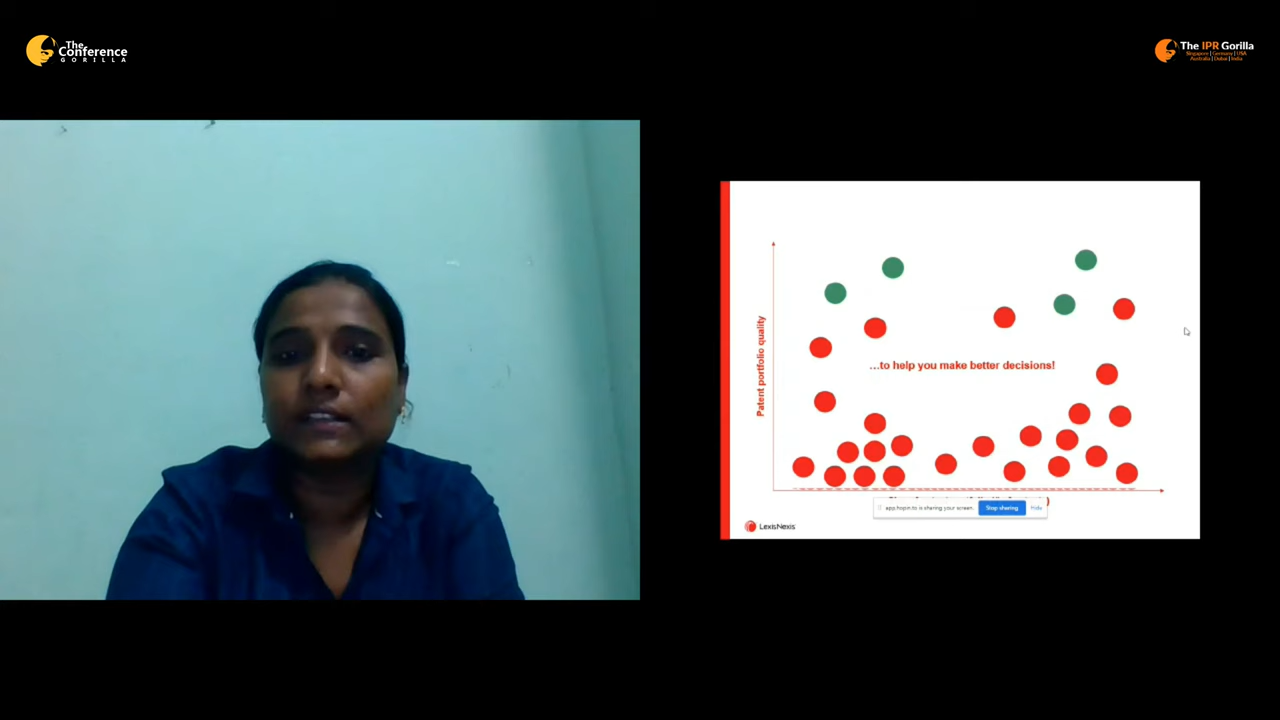 The
Conference
GORILLA
The IPR Gorilla
Singapore | Germany | USA
Australia | Dubai | India
Patent portfolio quality
...to help you make better decisions!
app.hopin.to is sharing your screen.
Stop sharing
Hide
LexisNexis